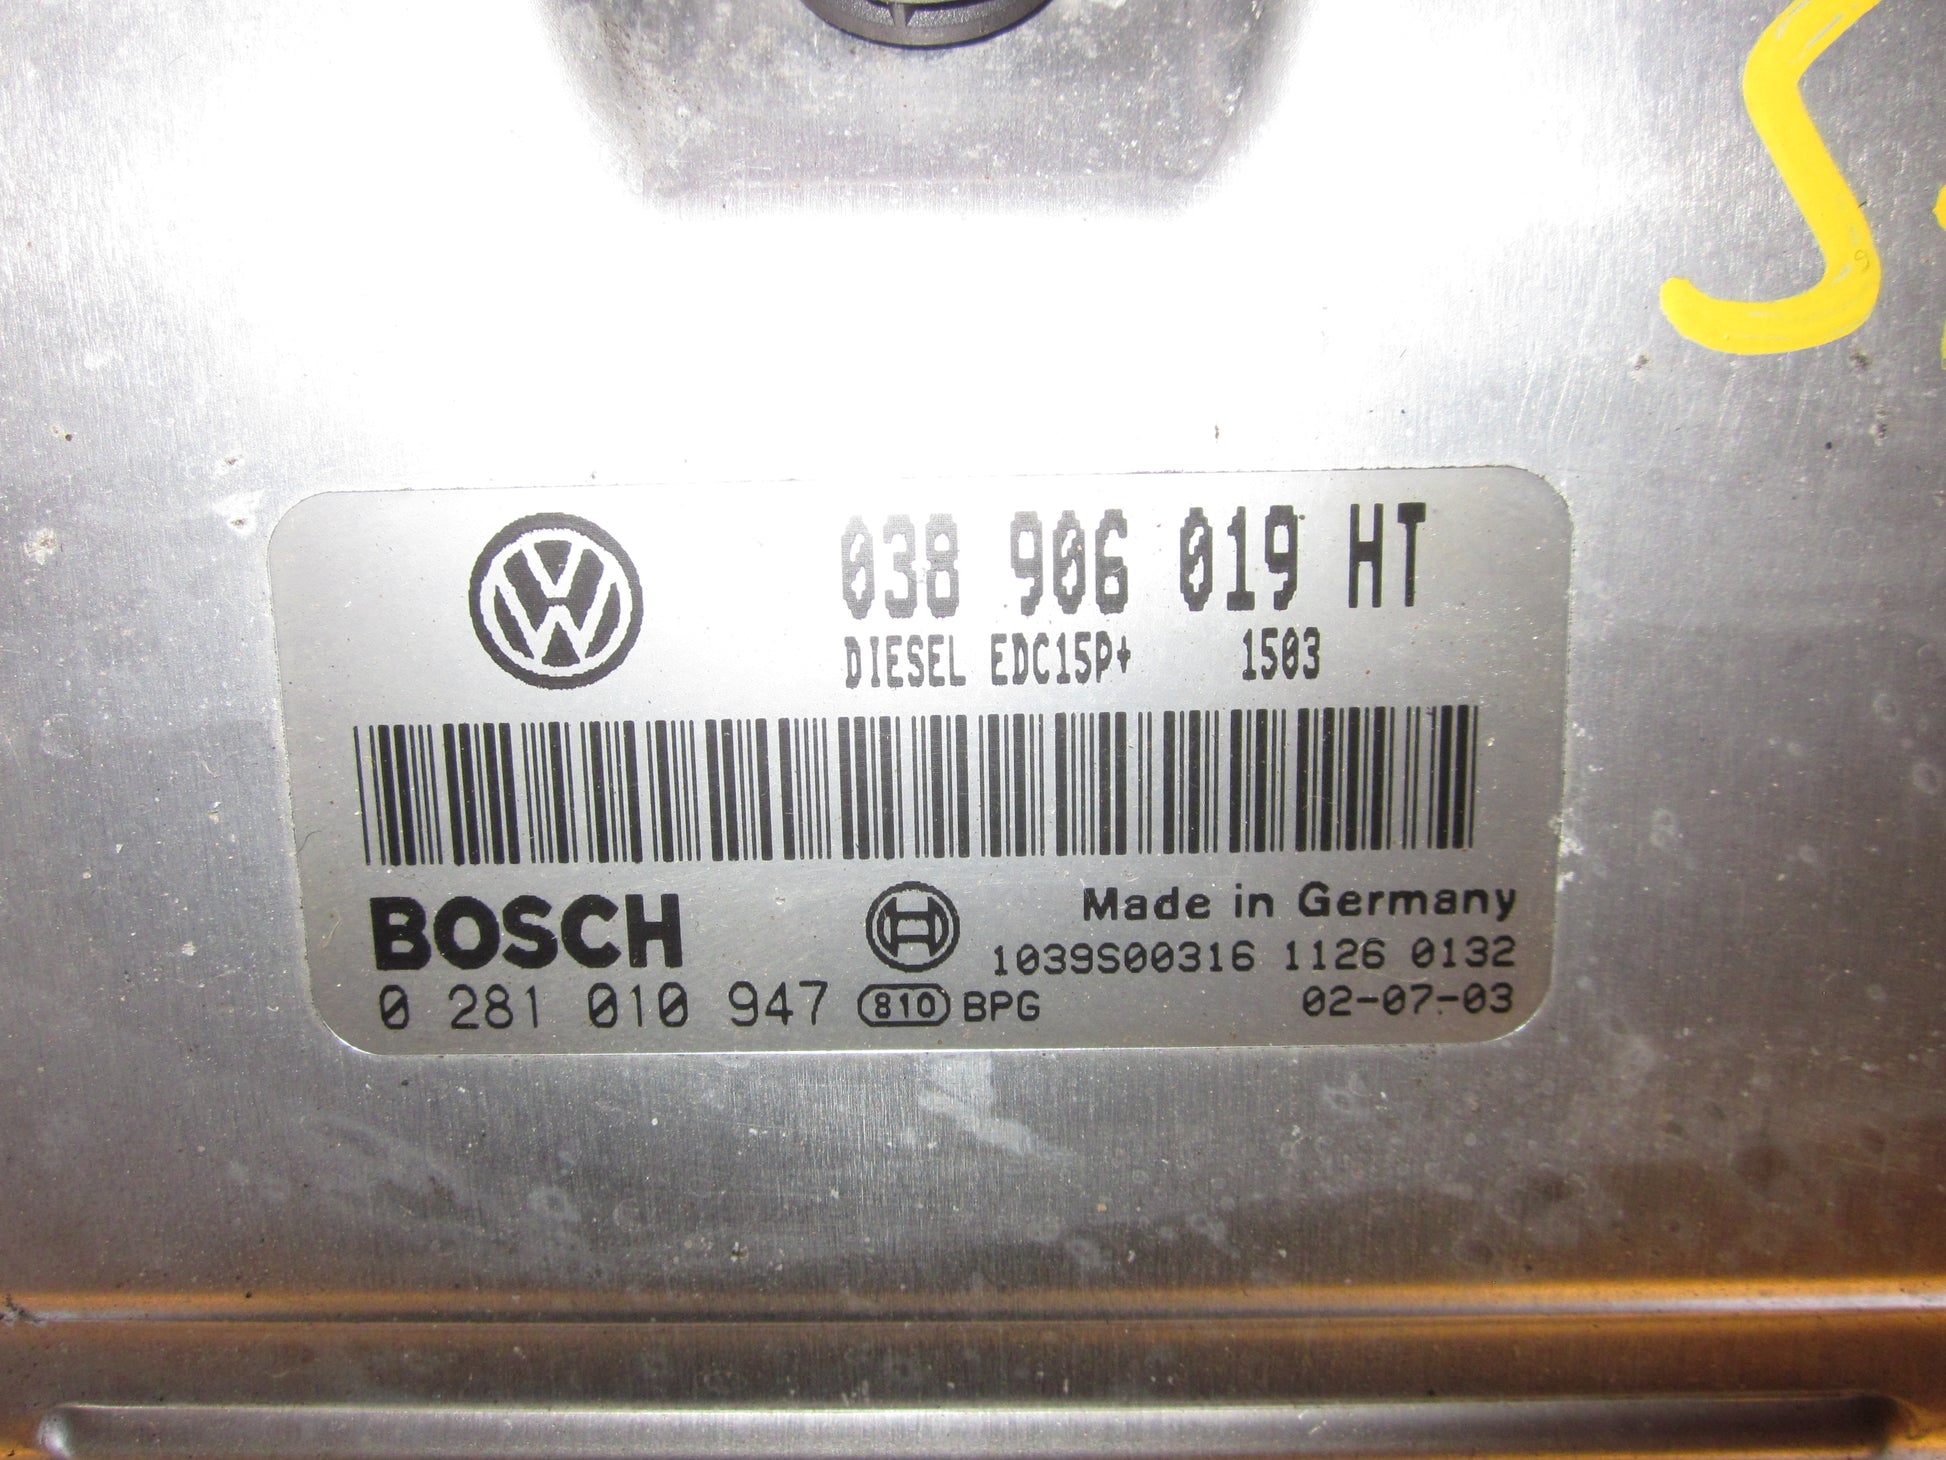 S
038 906 019 HT
DIESEL EDC15P+ 1503
BOSCH
Made in Germany
1039S00316 1126 0132
0 281 010 947 810 BPG 02-07-03